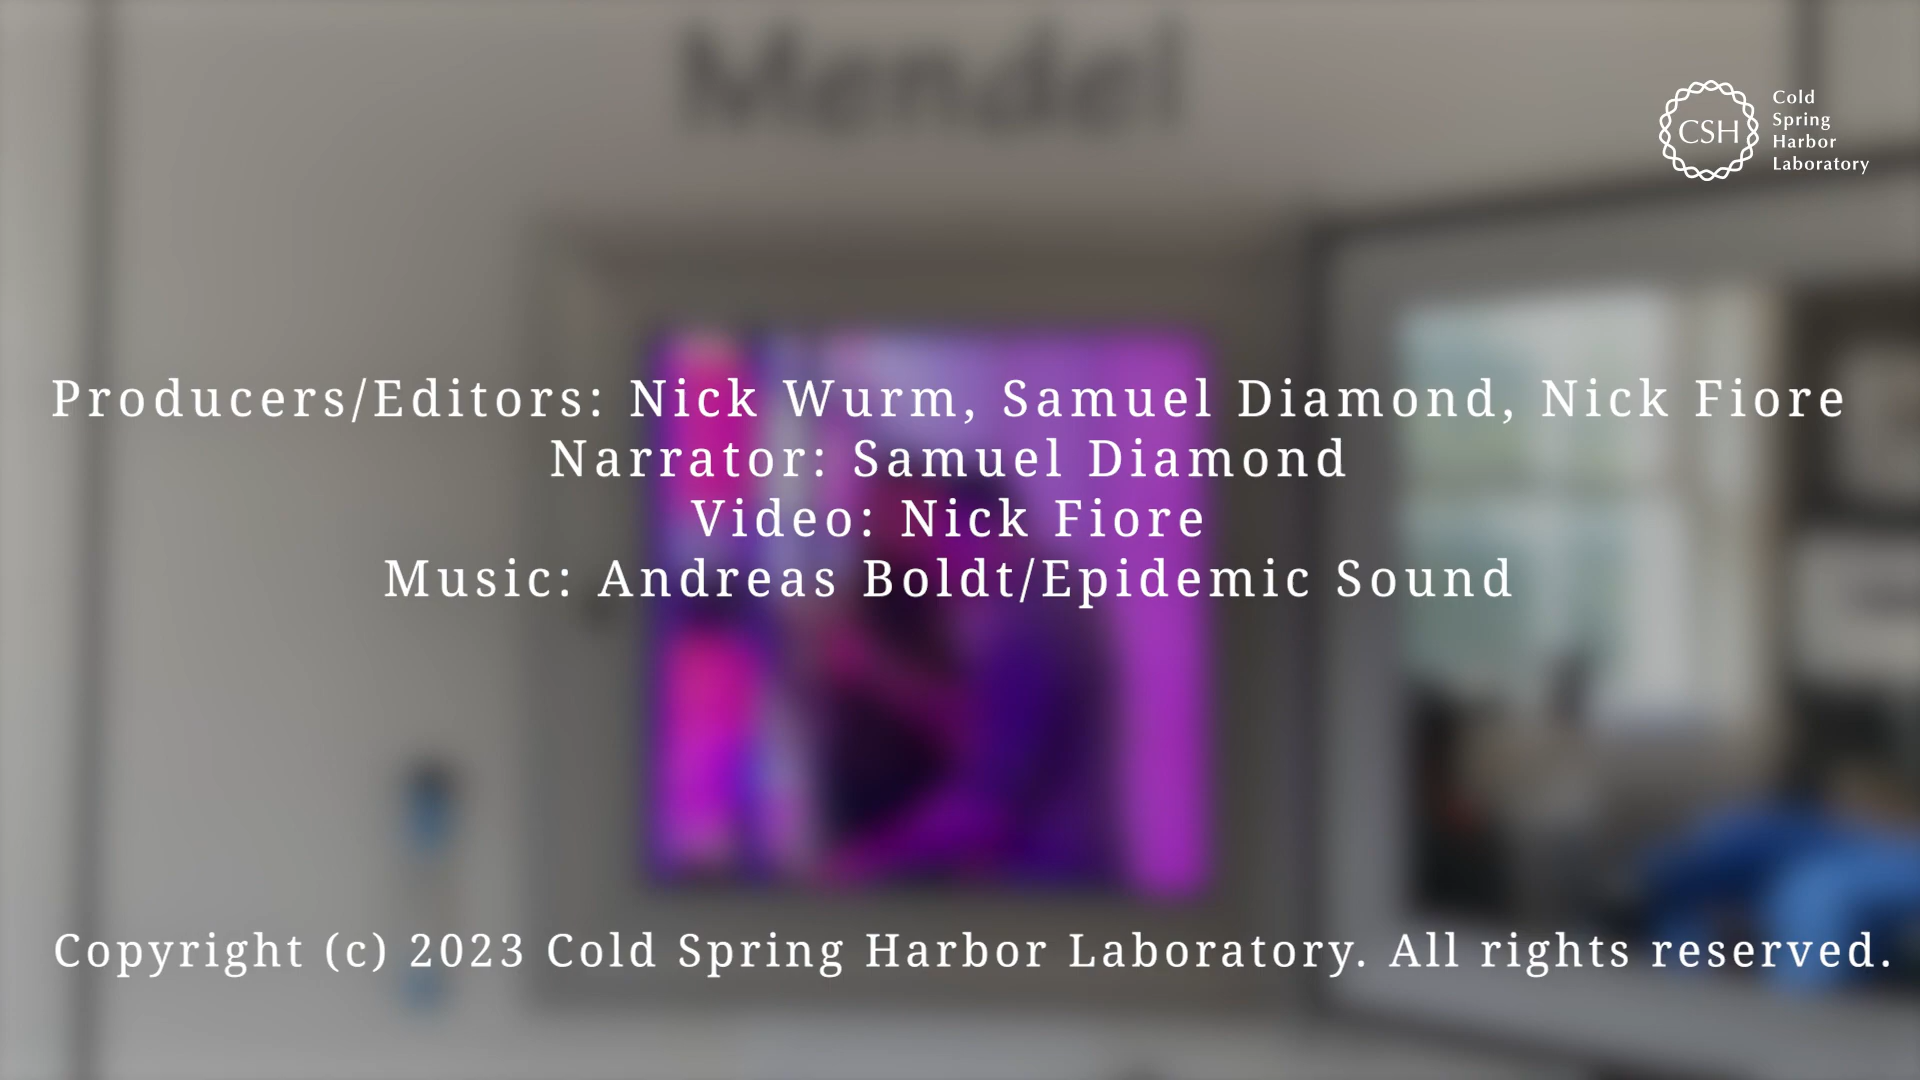 Mendel
CSH
Cold
Spring
Harbor
Laboratory
Producers/Editors: Nick Wurm, Samuel Diamond, Nick Fiore
Narrator: Samuel Diamond
Video: Nick Fiore
Music: Andreas Boldt/Epidemic Sound
Copyright (c) 2023 Cold Spring Harbor Laboratory. All rights reserved.